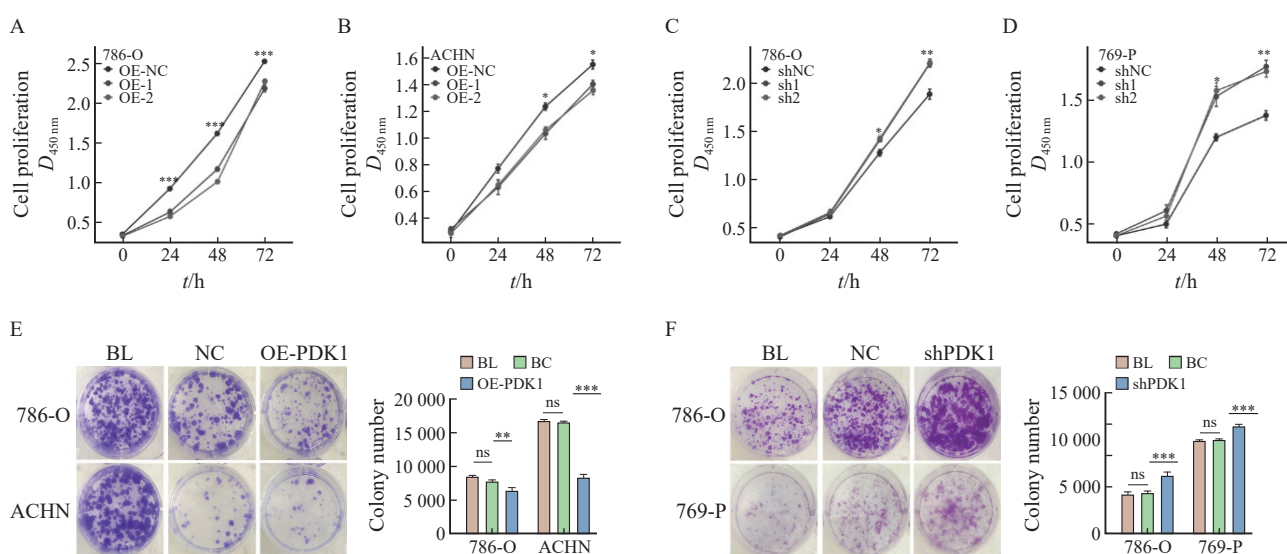 A
786-O
OE-NC
OE-1
OE-2
***
***
***
Cell proliferation
D450 nm
2.5
2.0
1.5
1.0
0.5
0 24 48 72
t/h
B
ACHN
OE-NC
OE-1
OE-2
*
*
Cell proliferation
D450 nm
1.6
1.4
1.2
1.0
0.8
0.6
0.4
0 24 48 72
t/h
C
786-O
shNC
sh1
sh2
**
*
Cell proliferation
D450 nm
2.0
1.5
1.0
0.5
0 24 48 72
t/h
D
769-P
shNC
sh1
sh2
**
*
Cell proliferation
D450 nm
1.5
1.0
0.5
0 24 48 72
t/h
E
BL NC OE-PDK1
786-O
ACHN
BL BC
OE-PDK1
Colony number
20 000
15 000
10 000
5 000
0
ns **
ns ***
786-O ACHN
F
BL NC shPDK1
786-O
769-P
BL
BC
shPDK1
Colony number
15 000
10 000
5 000
0
ns ***
ns ***
786-O 769-P